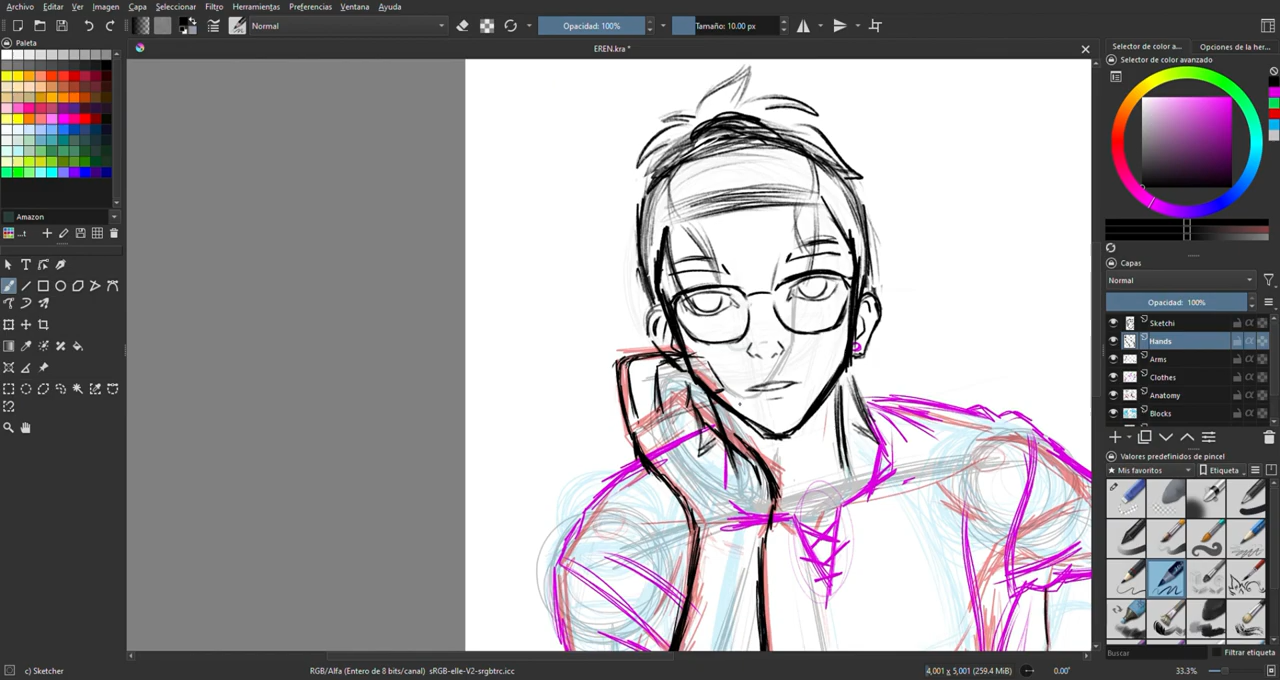 Archivo Editar Ver Imagen Capa Seleccionar Filtro Herramientas Preferencias Ventana Ayuda
Normal Opacidad: 100% Tamaño: 10.00 px
Paleta
EREN.kra *
Selector de color a... Opciones de la her...
Selector de color avanzado
Amazon
...t
Capas
Normal
Opacidad: 100%
Sketchi
Hands
Arms
Clothes
Anatomy
Blocks
Valores predefinidos de pincel
Mis favoritos Etiqueta
Buscar Filtrar etiqueta
c) Sketcher RGB/Alfa (Entero de 8 bits/canal) sRGB-elle-V2-srgbtrc.icc 4,001 x 5,001 (259.4 MiB) 0.00° 33.3%